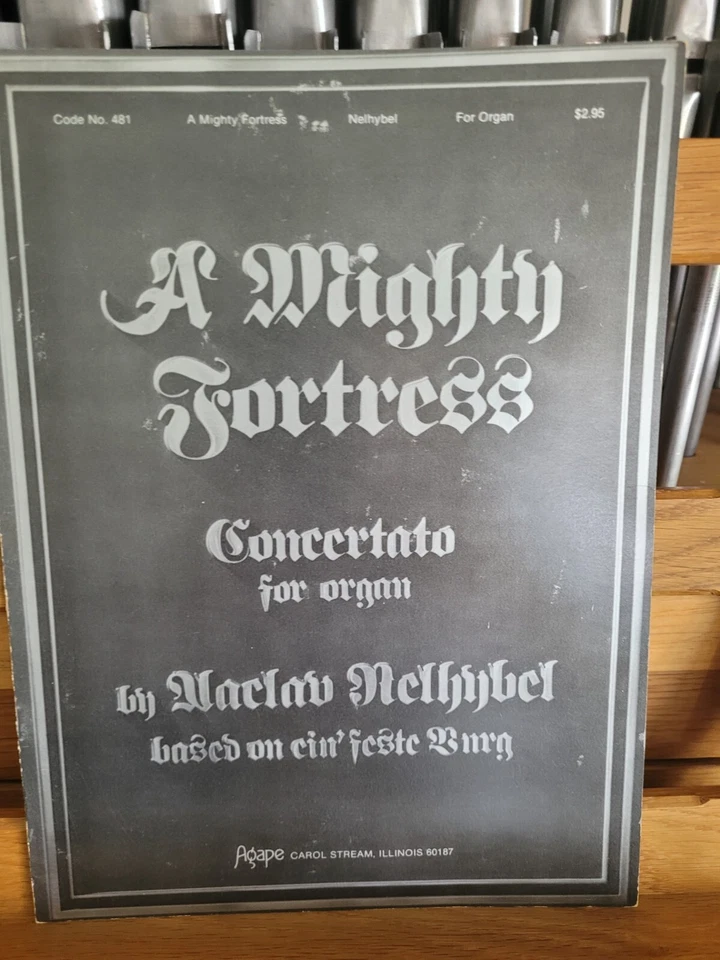 Code No. 481 A Mighty Fortress Nelhybel For Organ $2.95
A Mighty
Fortress
Concertato
for organ
by Vaclav Nelhybel
based on ein' feste Burg
Agape CAROL STREAM, ILLINOIS 60187